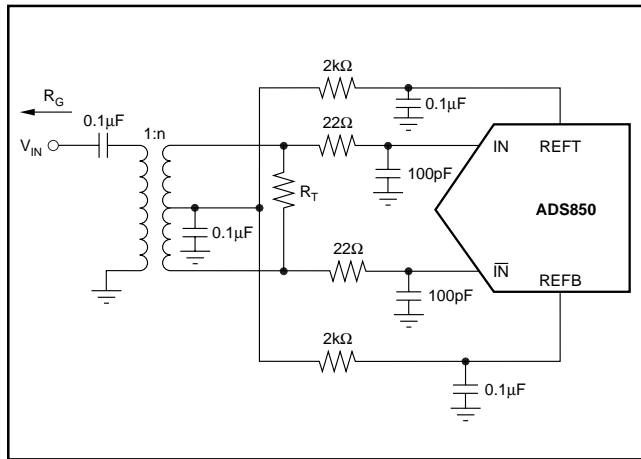 2kΩ
R_G
0.1µF
0.1µF
1:n
22Ω
V_IN
IN
REFT
100pF
R_T
ADS850
0.1µF
22Ω
I̅N̅
REFB
100pF
2kΩ
0.1µF